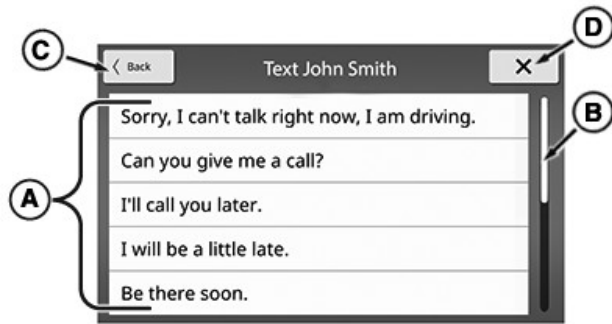 C
D
< Back
Text John Smith
X
B
A
Sorry, I can't talk right now, I am driving.
Can you give me a call?
I'll call you later.
I will be a little late.
Be there soon.